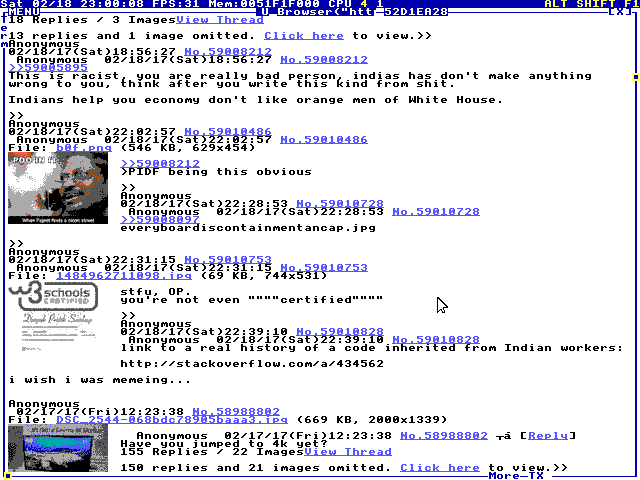 Sat 02/18 23:00:08 FPS:31 Mem:0051F1F000 CPU 4 1 ALT SHIFT F1
MENU U Browser("htt 52D1EA28 [X]
18 Replies / 3 ImagesView Thread
13 replies and 1 image omitted. Click here to view.>>
Anonymous
02/18/17(Sat)18:56:27 No.59008212
Anonymous 02/18/17(Sat)18:56:27 No.59008212
>>59005895
This is racist, you are really bad person, indias has don't make anything
wrong to you, think after you write this kind from shit.
Indians help you economy don't like orange men of White House.
>>
Anonymous
02/18/17(Sat)22:02:57 No.59010486
Anonymous 02/18/17(Sat)22:02:57 No.59010486
File: b0f.png (546 KB, 629x454)
POO IN IT
>>59008212
>PIDF being this obvious
>>
Anonymous
02/18/17(Sat)22:28:53 No.59010728
Anonymous 02/18/17(Sat)22:28:53 No.59010728
>>59008097
everyboardiscontainmentancap.jpg
>>
Anonymous
02/18/17(Sat)22:31:15 No.59010753
Anonymous 02/18/17(Sat)22:31:15 No.59010753
File: 1484962711098.jpg (69 KB, 744x531)
w3schools
CERTIFIED
stfu, OP.
you're not even """"certified""""
>>
Anonymous
02/18/17(Sat)22:39:10 No.59010828
Anonymous 02/18/17(Sat)22:39:10 No.59010828
link to a real history of a code inherited from Indian workers:
http://stackoverflow.com/a/434562
i wish i was memeing...
Anonymous
02/17/17(Fri)12:23:38 No.58988802
File: DSC_2544-068bdc78905baaa3.jpg (669 KB, 2000x1339)
Anonymous 02/17/17(Fri)12:23:38 No.58988802 [Reply]
Have you jumped to 4k yet?
155 Replies / 22 ImagesView Thread
150 replies and 21 images omitted. Click here to view.>>
More-TX